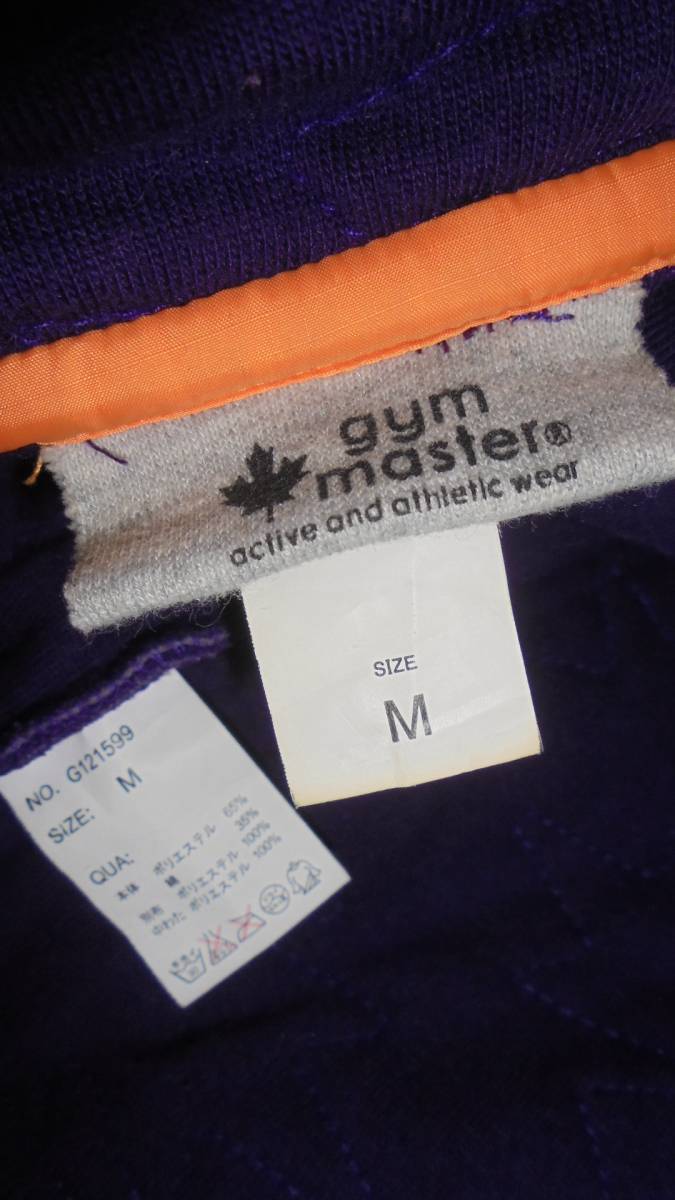 gym
master®
active and athletic wear
SIZE
M
NO. G121599
SIZE: M
QUA:
本体 ポリエステル 65%
綿 35%
別布 ポリエステル 100%
中わた ポリエステル 100%